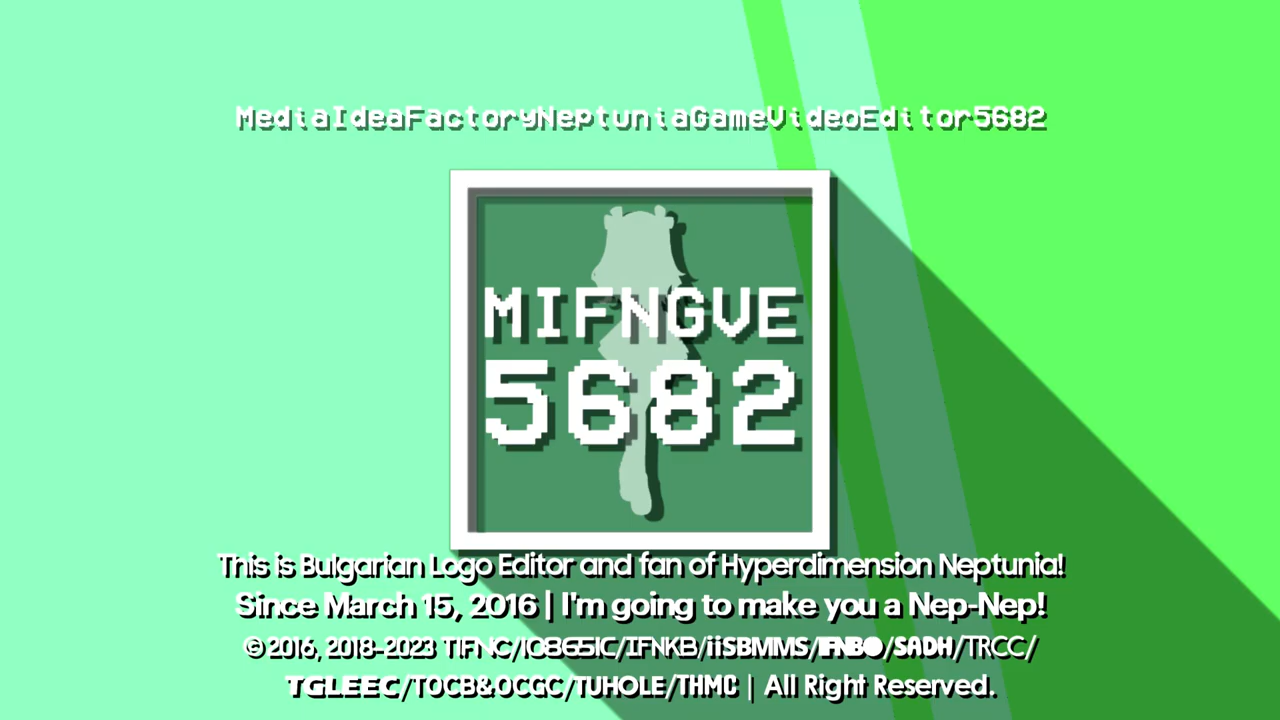 MediaIdeaFactoryNeptuniaGameVideoEditor5682
MIFNGVE
5682
This is Bulgarian Logo Editor and fan of Hyperdimension Neptunia!
Since March 15, 2016 | I'm going to make you a Nep-Nep!
© 2016, 2018-2023 TIFNC/IO865IC/IFNKB/iiSBMMS/IFNBO/SADH/TRCC/
TGLEEC/TOCB&OCGC/TUHOLE/THMC | All Right Reserved.